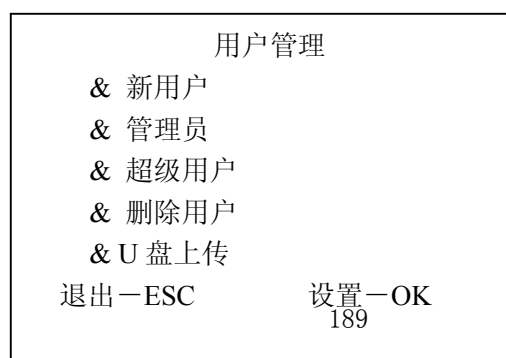 用户管理
& 新用户
& 管理员
& 超级用户
& 删除用户
& U 盘上传
退出－ESC 设置－OK
189